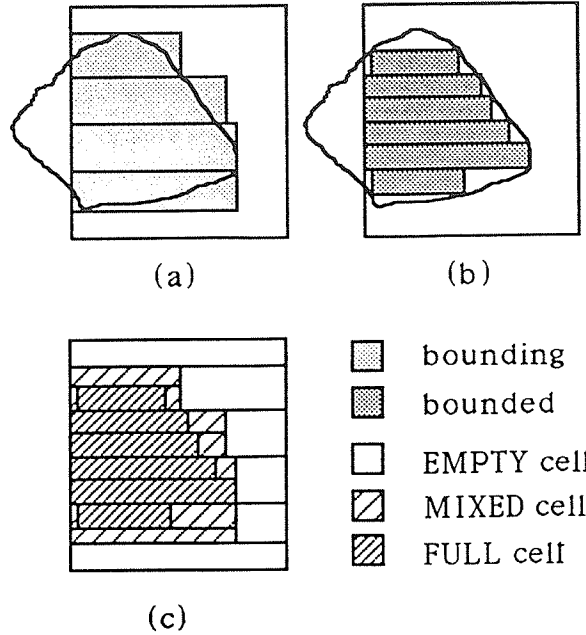 (a)
(b)
bounding
bounded
EMPTY cell
MIXED cell
FULL cell
(c)